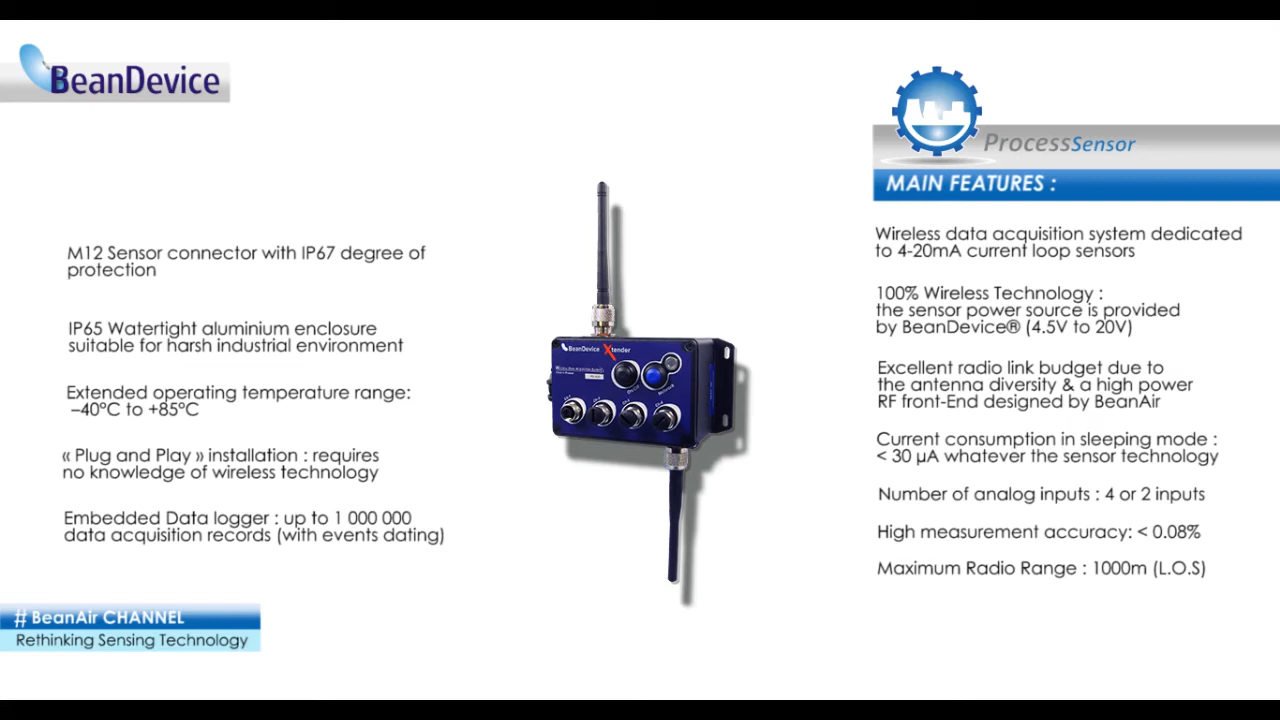 BeanDevice
ProcessSensor
MAIN FEATURES :
M12 Sensor connector with IP67 degree of
protection
IP65 Watertight aluminium enclosure
suitable for harsh industrial environment
Extended operating temperature range:
–40°C to +85°C
« Plug and Play » installation : requires
no knowledge of wireless technology
Embedded Data logger : up to 1 000 000
data acquisition records (with events dating)
BeanDevice Xtender
Wireless data acquisition system dedicated
to 4-20mA current loop sensors
100% Wireless Technology :
the sensor power source is provided
by BeanDevice® (4.5V to 20V)
Excellent radio link budget due to
the antenna diversity & a high power
RF front-End designed by BeanAir
Current consumption in sleeping mode :
< 30 µA whatever the sensor technology
Number of analog inputs : 4 or 2 inputs
High measurement accuracy: < 0.08%
Maximum Radio Range : 1000m (L.O.S)
# BeanAir CHANNEL
Rethinking Sensing Technology